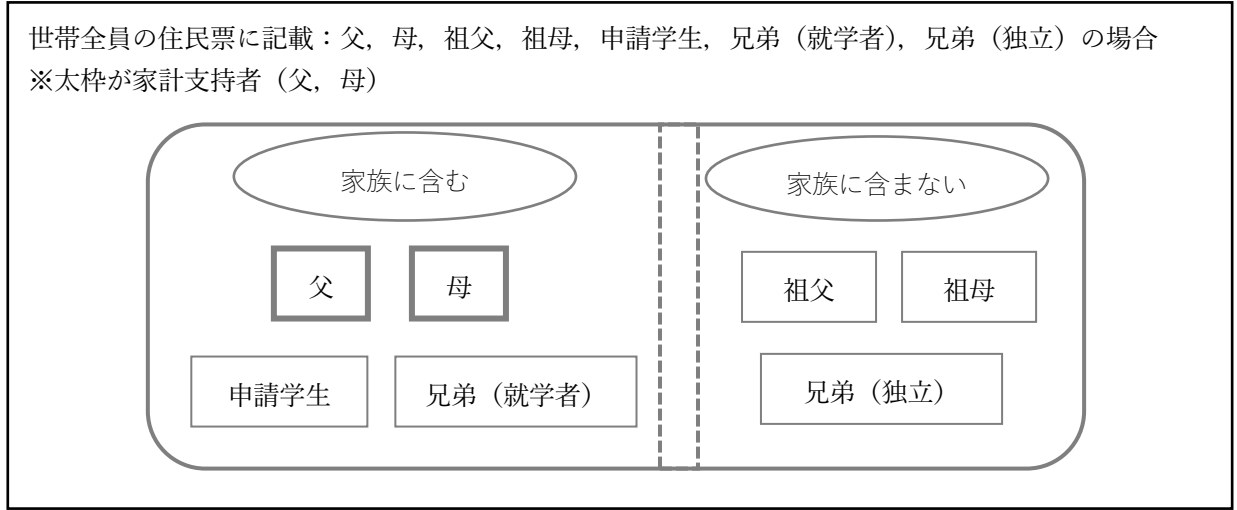 世帯全員の住民票に記載：父，母，祖父，祖母，申請学生，兄弟（就学者），兄弟（独立）の場合
※太枠が家計支持者（父，母）
家族に含む
家族に含まない
父
母
祖父
祖母
申請学生
兄弟（就学者）
兄弟（独立）